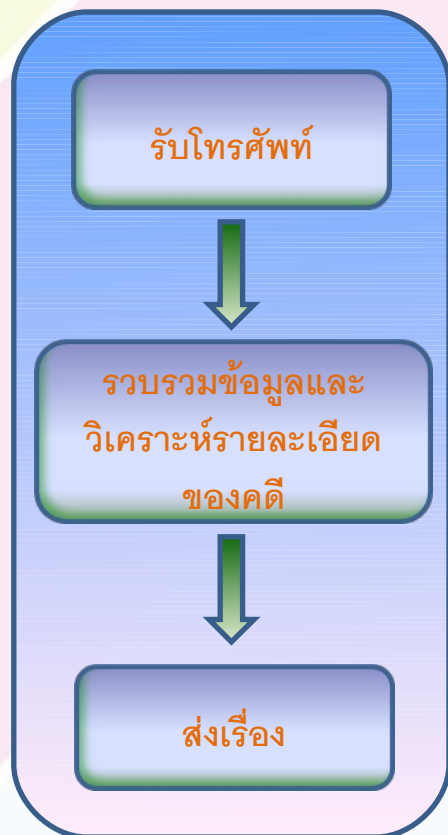 รับโทรศัพท์
รวบรวมข้อมูลและ
วิเคราะห์รายละเอียด
ของคดี
ส่งเรื่อง